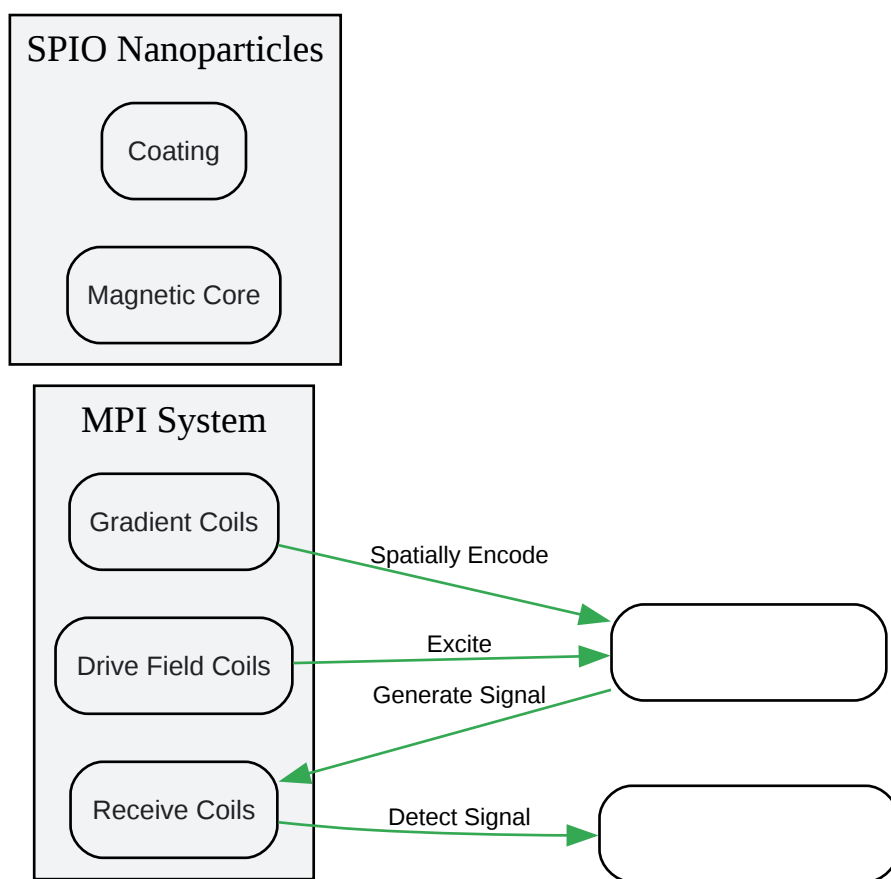 SPIO Nanoparticles
Coating
Magnetic Core
MPI System
Gradient Coils
Spatially Encode
Drive Field Coils
Excite
Generate Signal
Receive Coils
Detect Signal